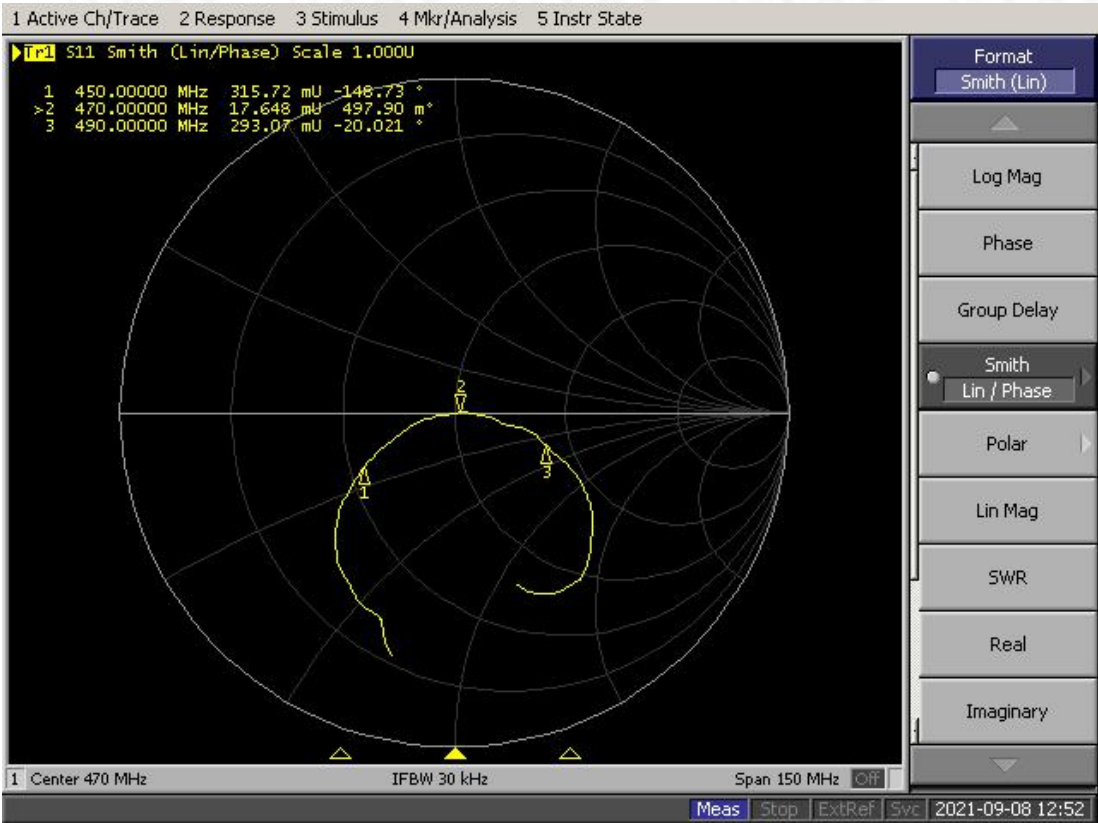 1 Active Ch/Trace 2 Response 3 Stimulus 4 Mkr/Analysis 5 Instr State
Tr1 S11 Smith (Lin/Phase) Scale 1.000U
1 450.00000 MHz 315.72 mU -148.73 °
>2 470.00000 MHz 17.648 mU 497.90 m°
3 490.00000 MHz 293.07 mU -20.021 °
2
1
3
1 Center 470 MHz IFBW 30 kHz Span 150 MHz Off
Meas Stop ExtRef Svc 2021-09-08 12:52
Format
Smith (Lin)
Log Mag
Phase
Group Delay
Smith
Lin / Phase
Polar
Lin Mag
SWR
Real
Imaginary